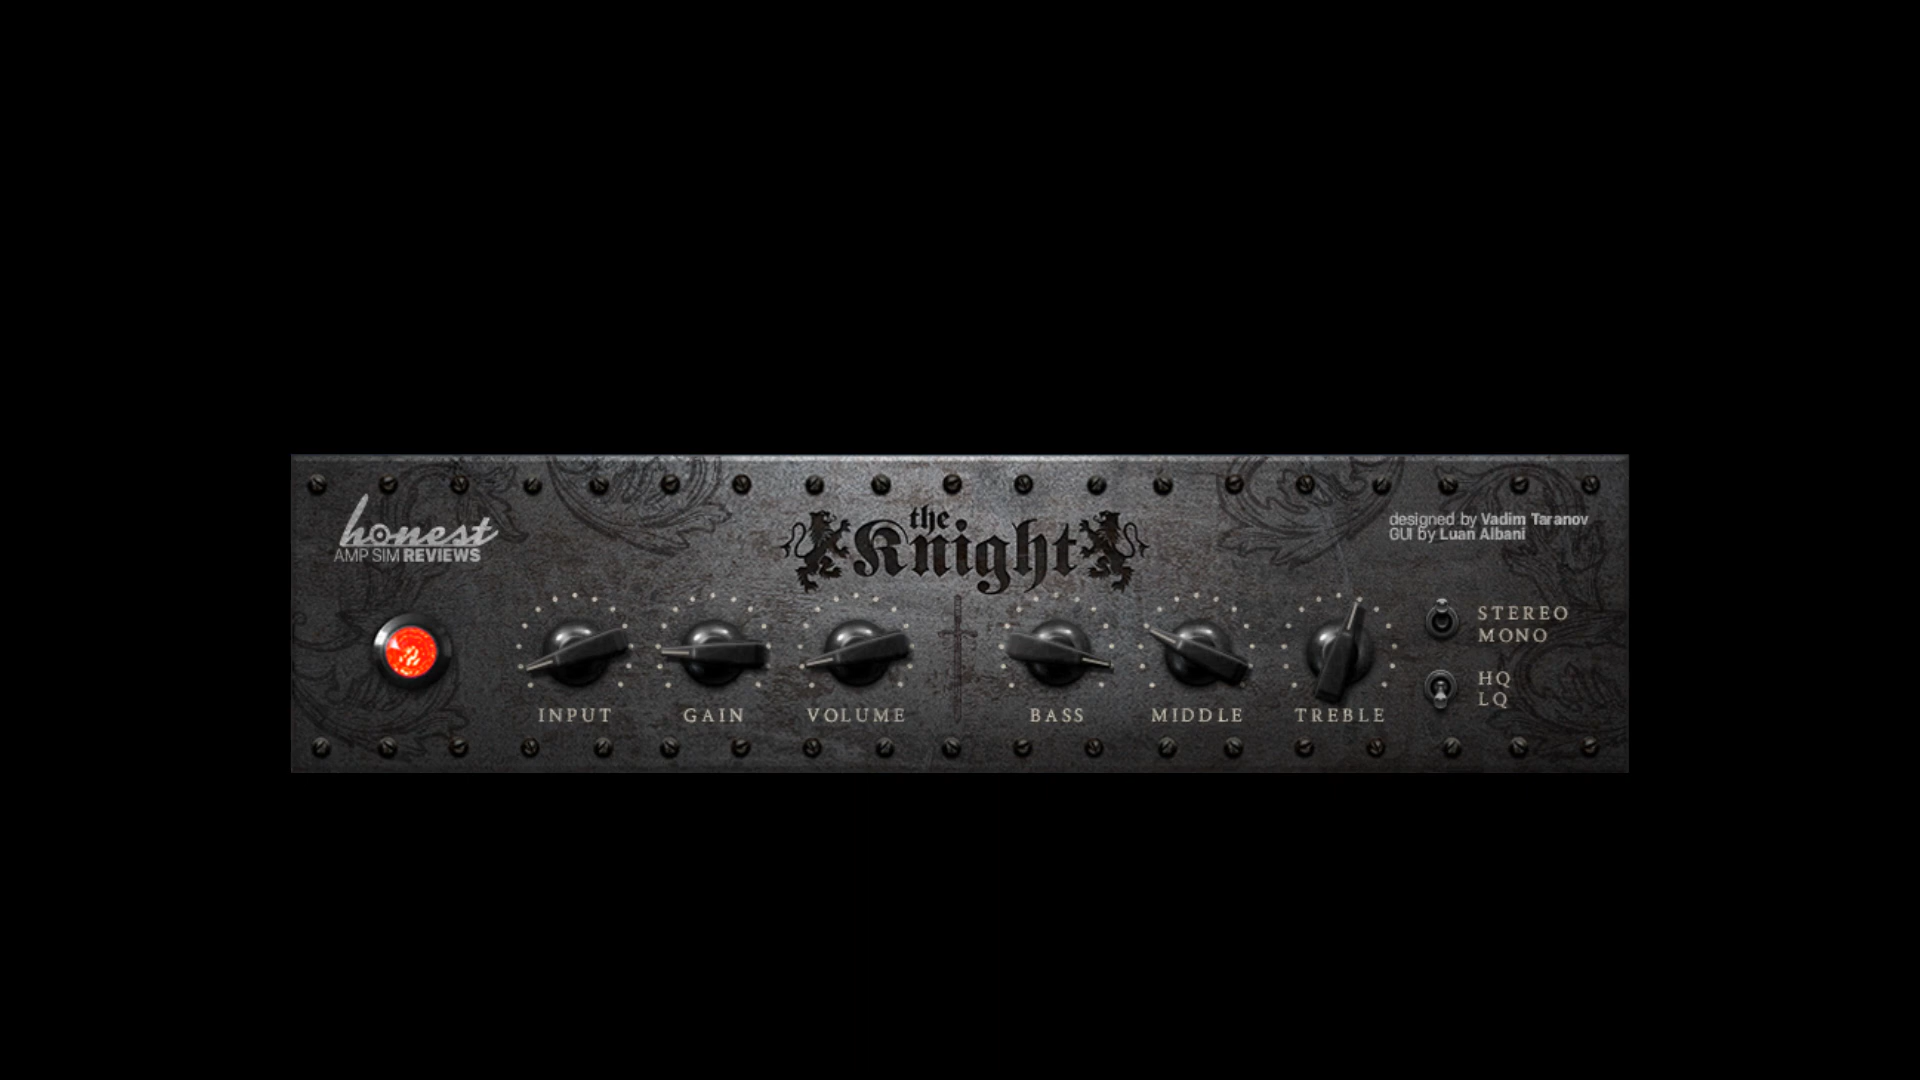 honest
AMP SIM REVIEWS
the
Knight
designed by Vadim Taranov
GUI by Luan Albani
STEREO
MONO
HQ
LQ
INPUT
GAIN
VOLUME
BASS
MIDDLE
TREBLE